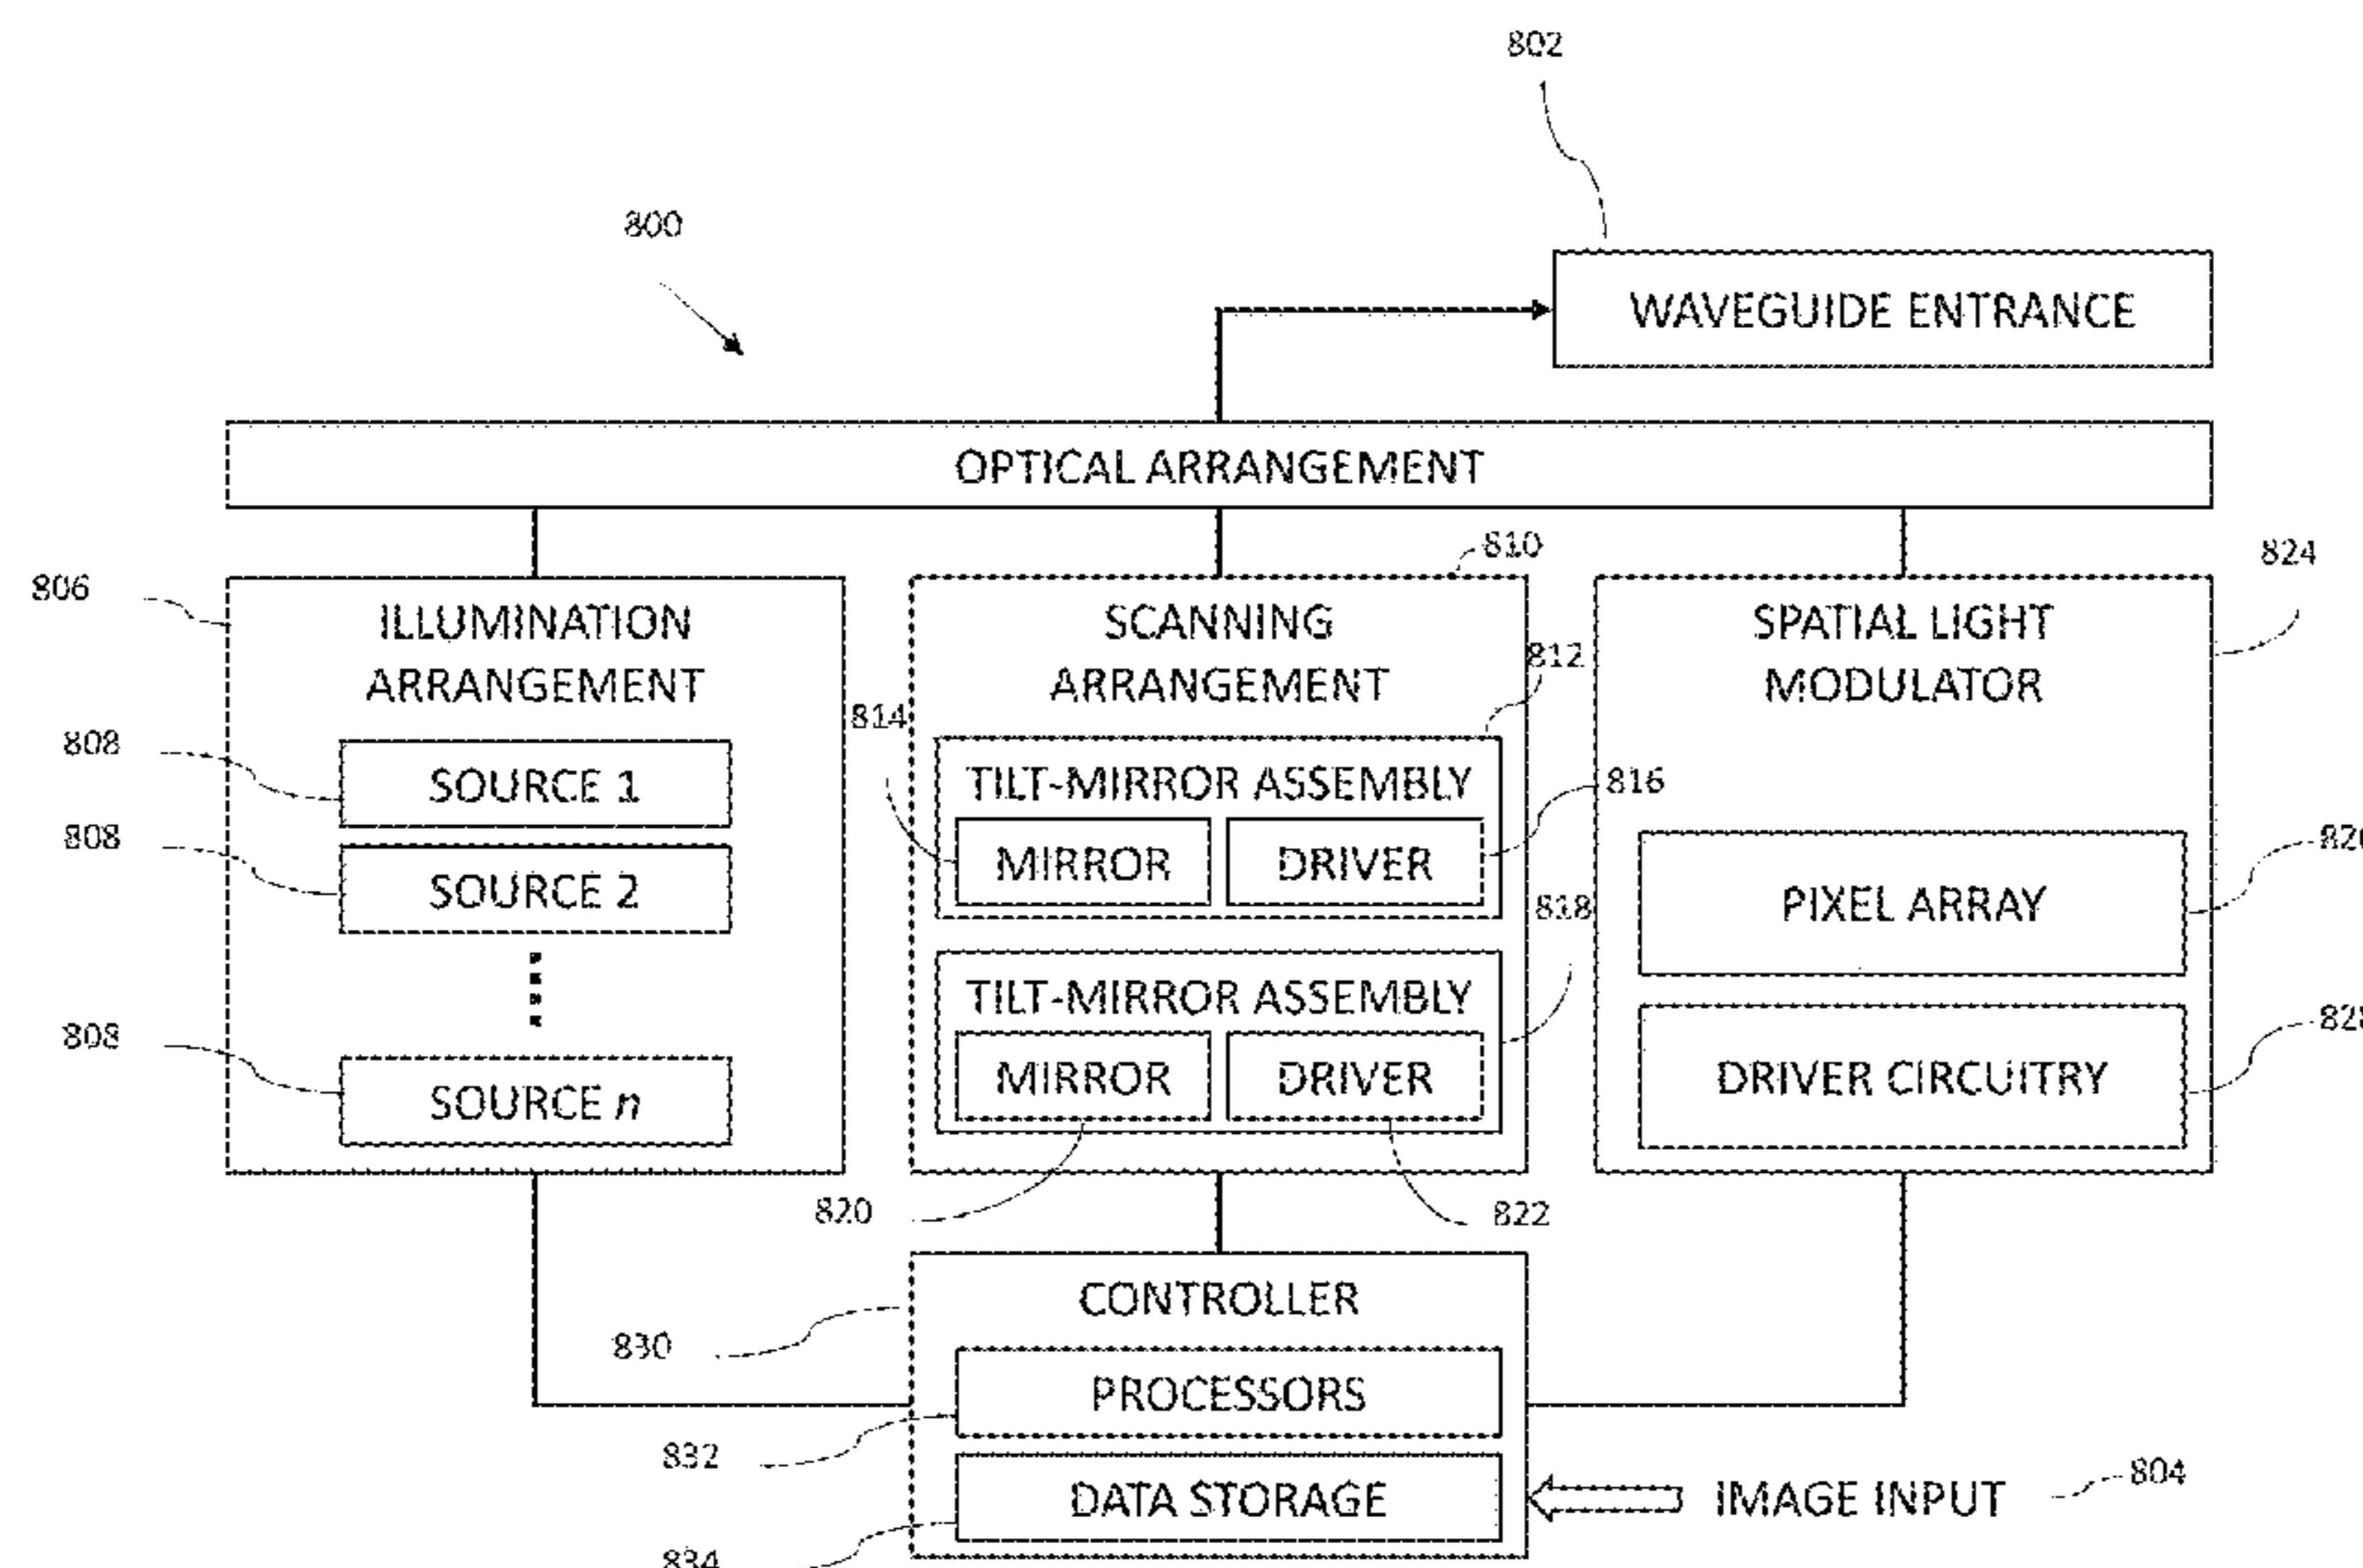 802
800
WAVEGUIDE ENTRANCE
OPTICAL ARRANGEMENT
810
824
806
ILLUMINATION
ARRANGEMENT
SCANNING
ARRANGEMENT
SPATIAL LIGHT
MODULATOR
812
814
808
SOURCE 1
TILT-MIRROR ASSEMBLY
816
808
SOURCE 2
MIRROR
DRIVER
PIXEL ARRAY
818
TILT-MIRROR ASSEMBLY
808
SOURCE n
MIRROR
DRIVER
DRIVER CIRCUITRY
820
822
CONTROLLER
830
PROCESSORS
832
DATA STORAGE
IMAGE INPUT
804
834